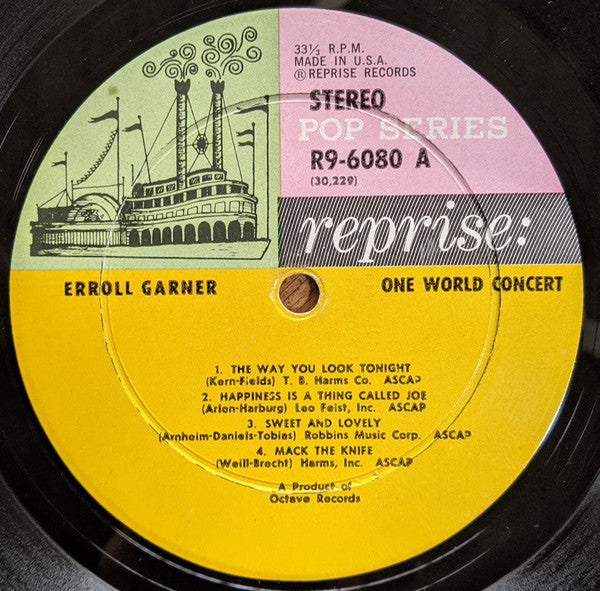 33⅓ R.P.M.
MADE IN U.S.A.
Ⓡ REPRISE RECORDS
STEREO
POP SERIES
R9-6080 A
(30,229)
reprise:
ERROLL GARNER
ONE WORLD CONCERT
1. THE WAY YOU LOOK TONIGHT
(Kern-Fields) T. B. Harms Co. ASCAP
2. HAPPINESS IS A THING CALLED JOE
(Arlen-Harburg) Leo Feist, Inc. ASCAP
3. SWEET AND LOVELY
(Arnheim-Daniels-Tobias) Robbins Music Corp. ASCAP
4. MACK THE KNIFE
(Weill-Brecht) Harms, Inc. ASCAP
A Product of
Octave Records